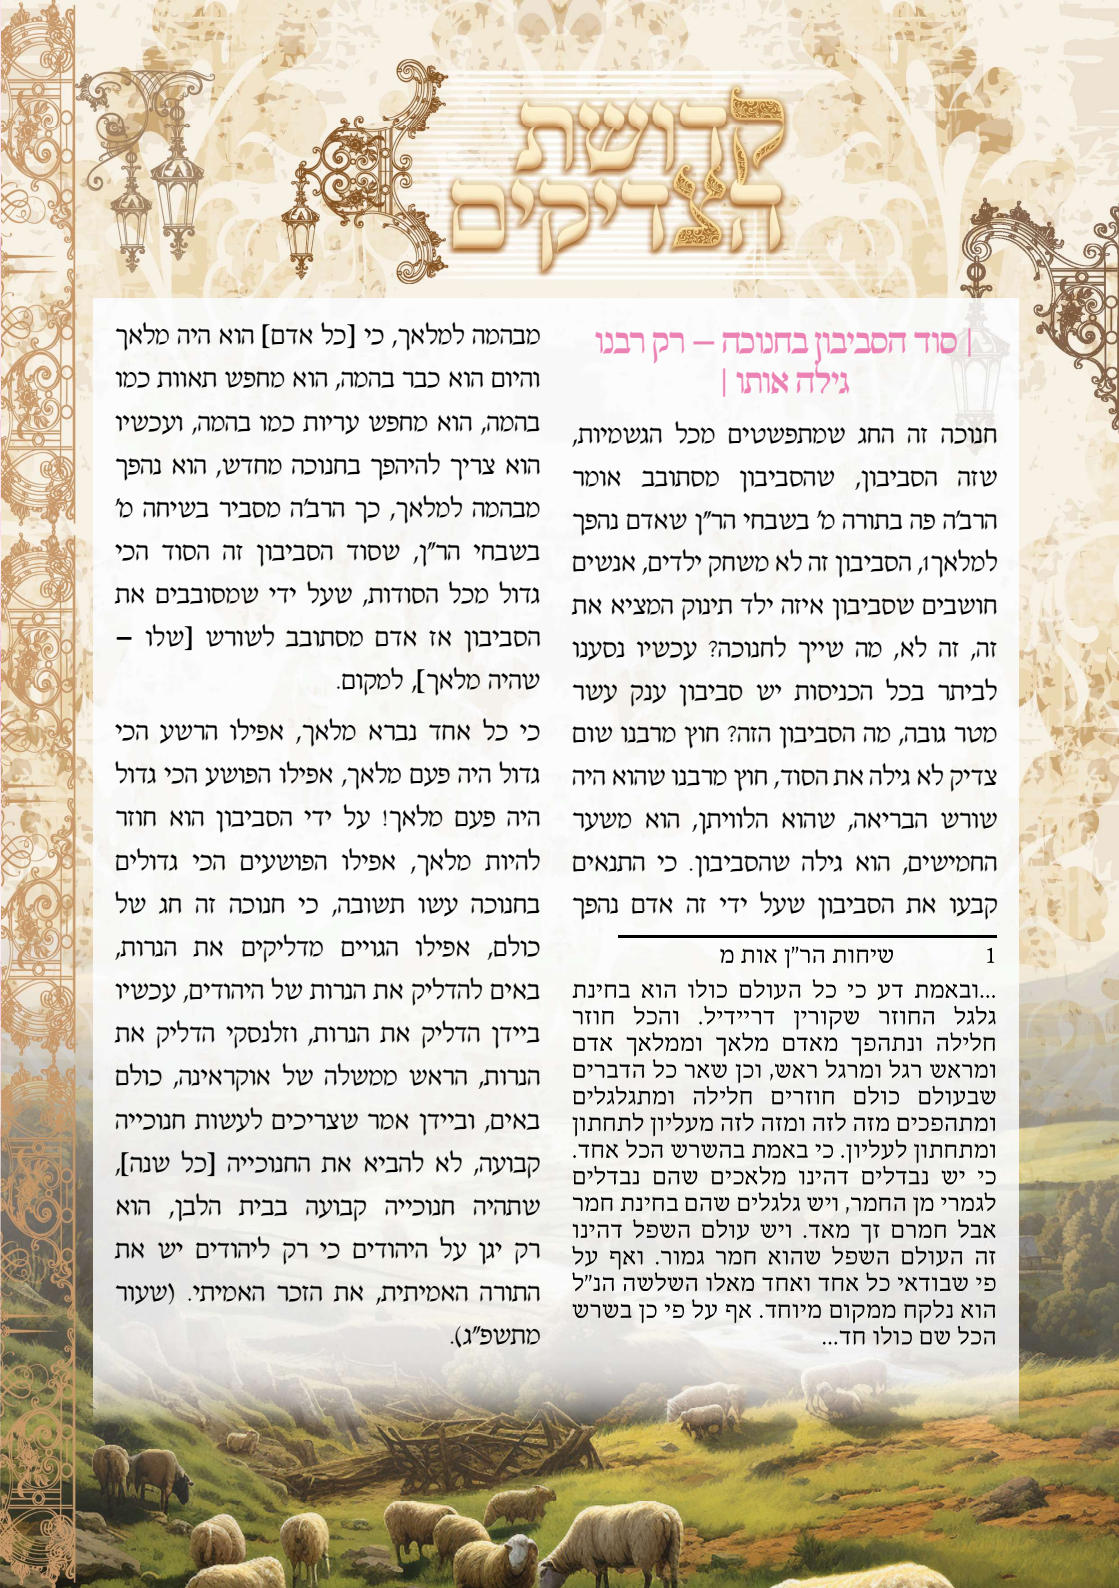 קדושת
הצדיקים
| סוד הסביבון בחנוכה – רק רבנו
גילה אותו |
חנוכה זה החג שמתפשטים מכל הגשמיות,
שזה הסביבון, שהסביבון מסתובב אומר
הרב'ה פה בתורה מ' בשבחי הר"ן שאדם נהפך
למלאך1, הסביבון זה לא משחק ילדים, אנשים
חושבים שסביבון איזה ילד תינוק המציא את
זה, זה לא, מה שייך לחנוכה? עכשיו נסענו
לביתר בכל הכניסות יש סביבון ענק עשר
מטר גובה, מה הסביבון הזה? חוץ מרבנו שום
צדיק לא גילה את הסוד, חוץ מרבנו שהוא היה
שורש הבריאה, שהוא הלוויתן, הוא משער
החמישים, הוא גילה שהסביבון. כי התנאים
קבעו את הסביבון שעל ידי זה אדם נהפך
1 שיחות הר"ן אות מ
...ובאמת דע כי כל העולם כולו הוא בחינת
גלגל החוזר שקורין דריידיל. והכל חוזר
חלילה ונתהפך מאדם מלאך וממלאך אדם
ומראש רגל ומרגל ראש, וכן שאר כל הדברים
שבעולם כולם חוזרים חלילה ומתגלגלים
ומתהפכים מזה לזה ומזה לזה מעליון לתחתון
ומתחתון לעליון. כי באמת בהשרש הכל אחד.
כי יש נבדלים דהינו מלאכים שהם נבדלים
לגמרי מן החמר, ויש גלגלים שהם בחינת חמר
אבל חמרם זך מאד. ויש עולם השפל דהינו
זה העולם השפל שהוא חמר גמור. ואף על
פי שבודאי כל אחד ואחד מאלו השלשה הנ"ל
הוא נלקח ממקום מיוחד. אף על פי כן בשרש
הכל שם כולו חד...
מבהמה למלאך, כי [כל אדם] הוא היה מלאך
והיום הוא כבר בהמה, הוא מחפש תאוות כמו
בהמה, הוא מחפש עריות כמו בהמה, ועכשיו
הוא צריך להיהפך בחנוכה מחדש, הוא נהפך
מבהמה למלאך, כך הרב'ה מסביר בשיחה מ'
בשבחי הר"ן, שסוד הסביבון זה הסוד הכי
גדול מכל הסודות, שעל ידי שמסובבים את
הסביבון אז אדם מסתובב לשורש [שלו –
שהיה מלאך], למקום.
כי כל אחד נברא מלאך, אפילו הרשע הכי
גדול היה פעם מלאך, אפילו הפושע הכי גדול
היה פעם מלאך! על ידי הסביבון הוא חוזר
להיות מלאך, אפילו הפושעים הכי גדולים
בחנוכה עשו תשובה, כי חנוכה זה חג של
כולם, אפילו הגויים מדליקים את הנרות,
באים להדליק את הנרות של היהודים, עכשיו
ביידן הדליק את הנרות, וזלנסקי הדליק את
הנרות, הראש ממשלה של אוקראינה, כולם
באים, וביידן אמר שצריכים לעשות חנוכייה
קבועה, לא להביא את החנוכייה [כל שנה],
שתהיה חנוכייה קבועה בבית הלבן, הוא
רק יגן על היהודים כי רק ליהודים יש את
התורה האמיתית, את הזכר האמיתי. (שעור
מתשפ"ג).